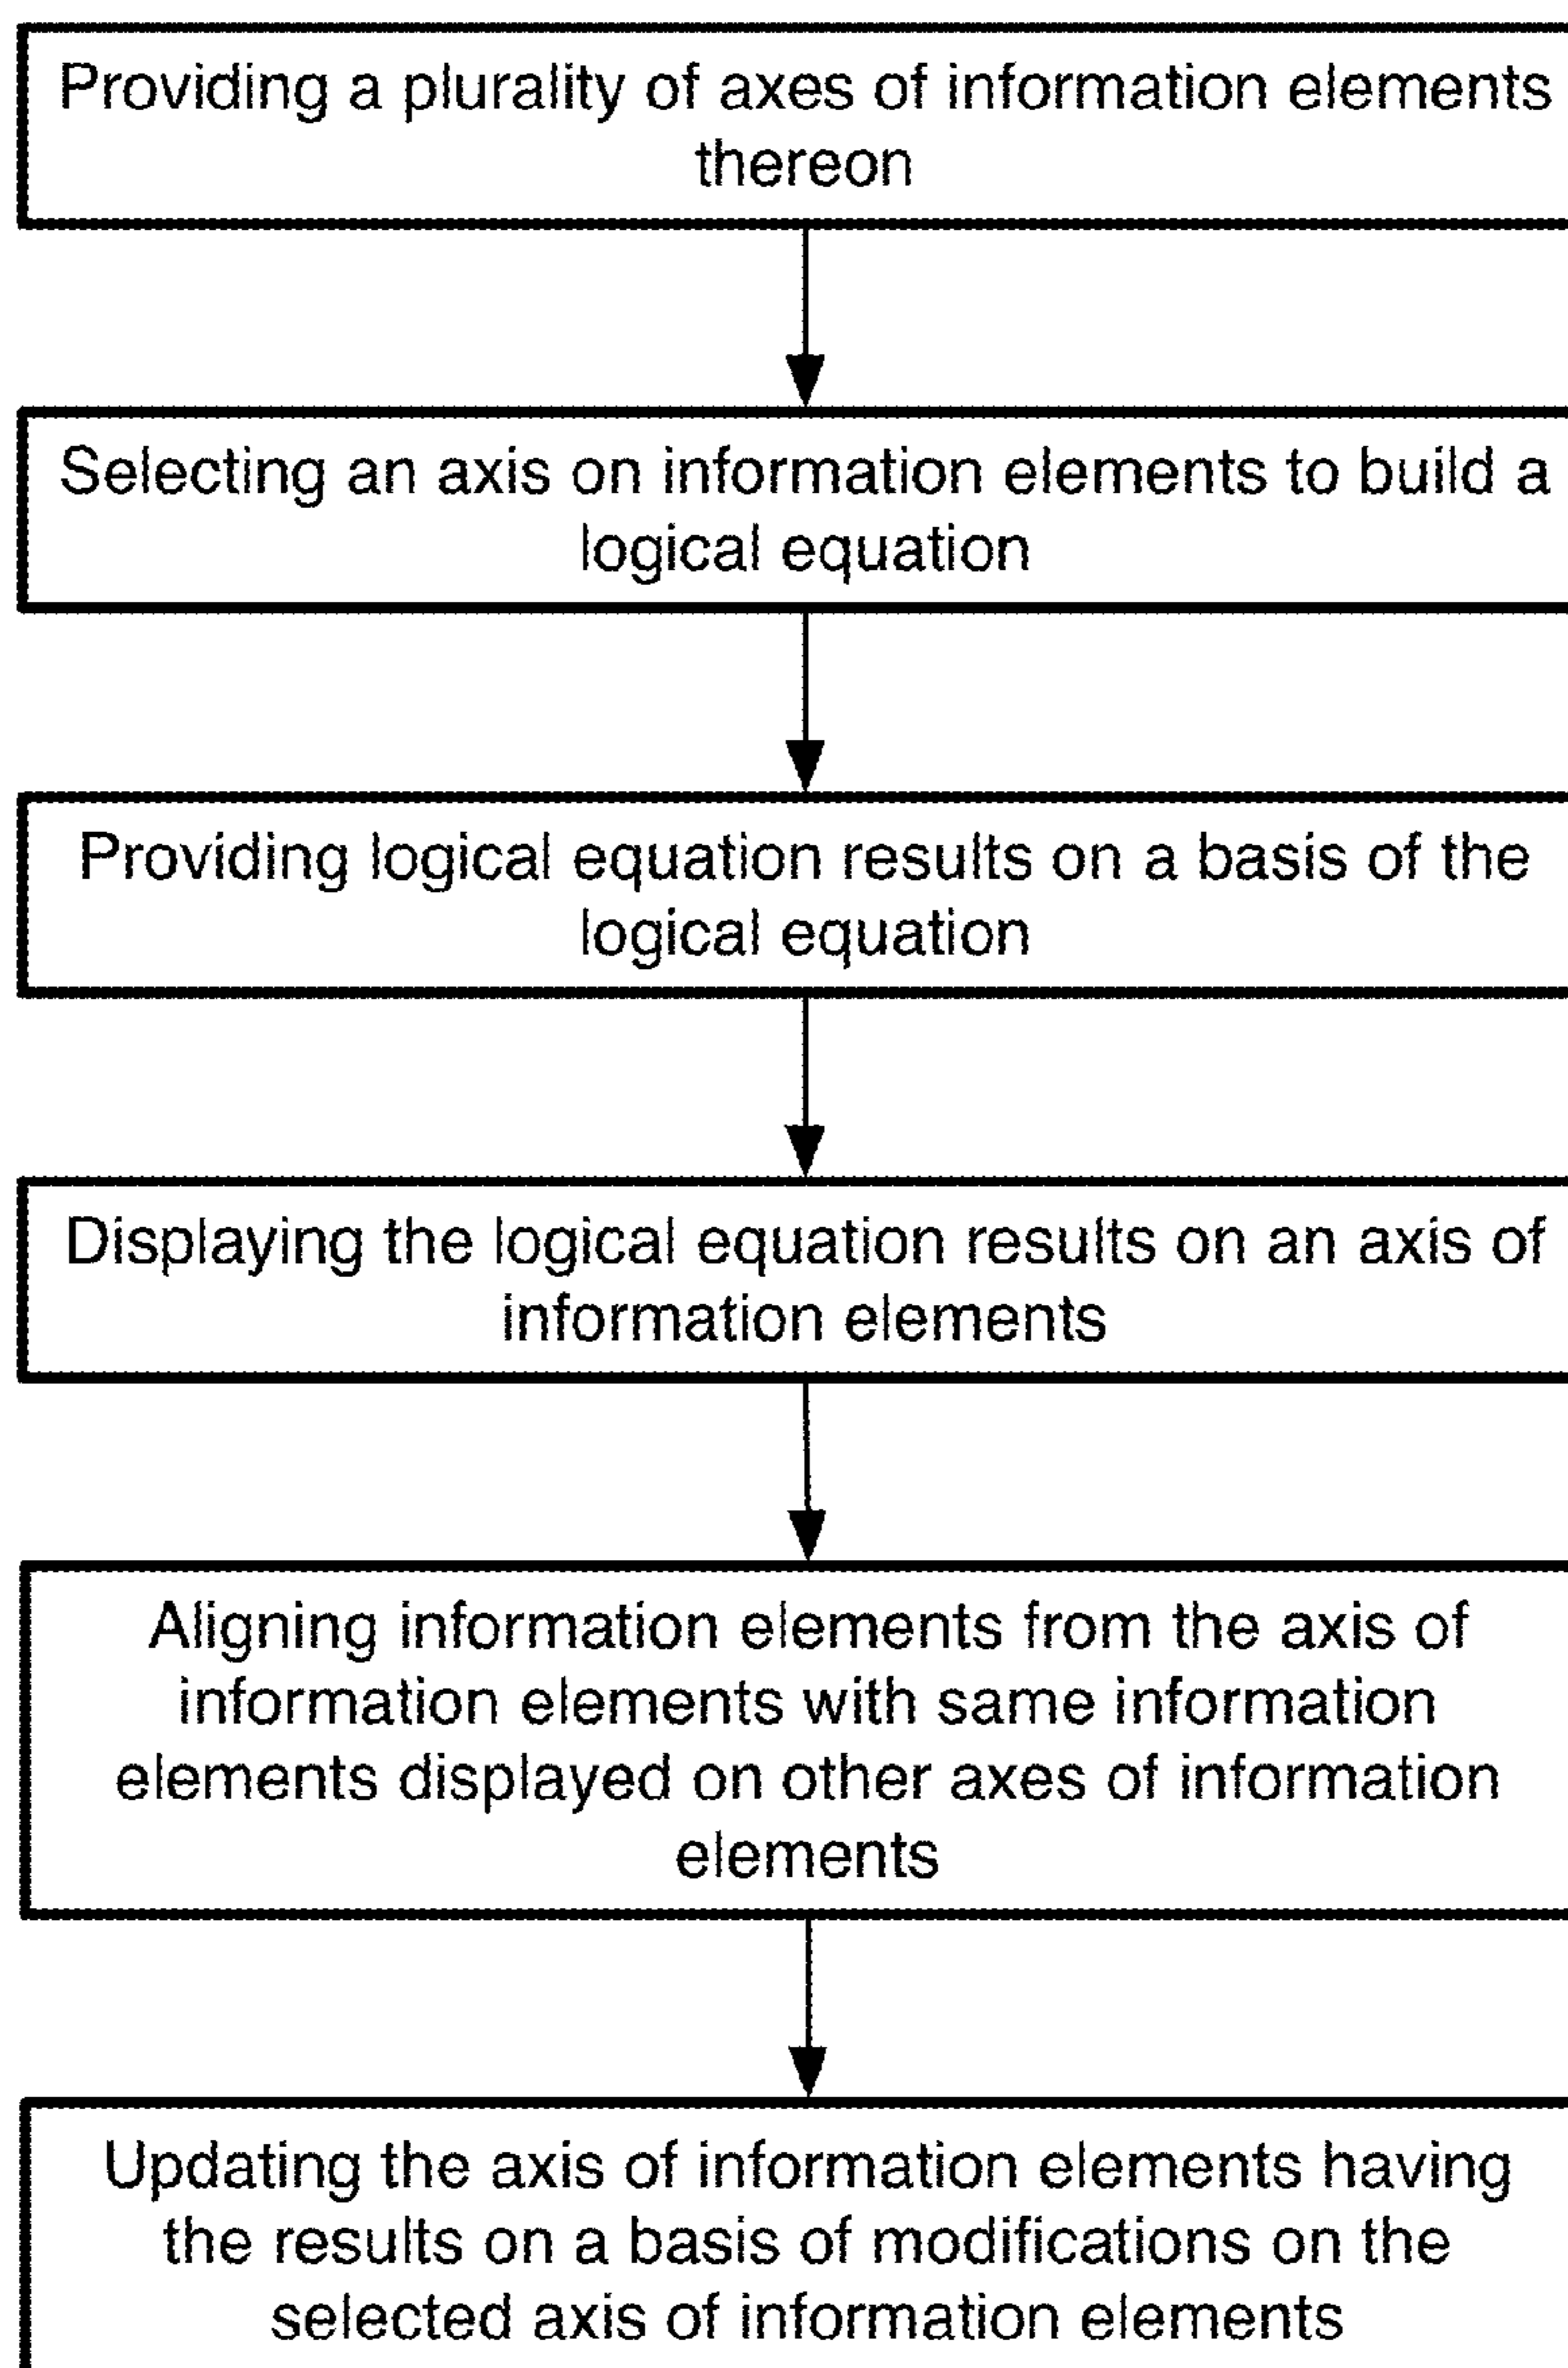 Providing a plurality of axes of information elements
thereon
Selecting an axis on information elements to build a
logical equation
Providing logical equation results on a basis of the
logical equation
Displaying the logical equation results on an axis of
information elements
Aligning information elements from the axis of
information elements with same information
elements displayed on other axes of information
elements
Updating the axis of information elements having
the results on a basis of modifications on the
selected axis of information elements